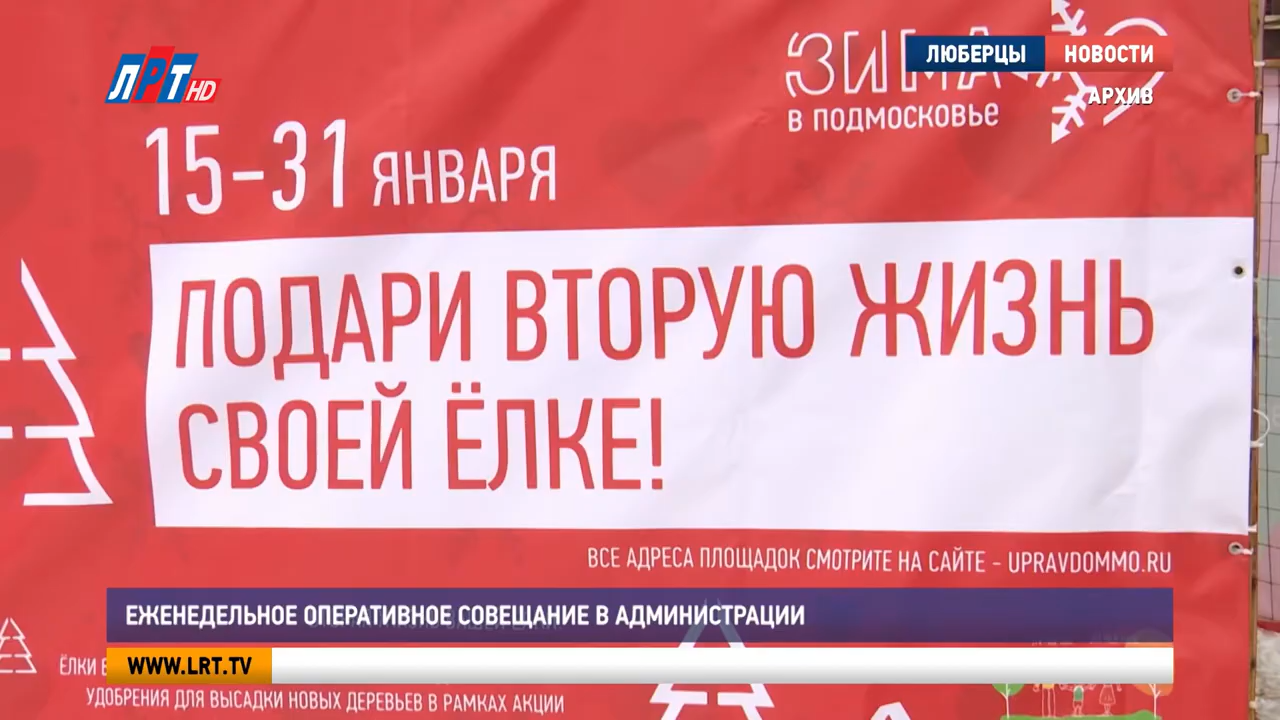 ЛРТ HD
ЗИМА
В ПОДМОСКОВЬЕ
ЛЮБЕРЦЫ НОВОСТИ
АРХИВ
15-31 ЯНВАРЯ
ПОДАРИ ВТОРУЮ ЖИЗНЬ
СВОЕЙ ЁЛКЕ!
ВСЕ АДРЕСА ПЛОЩАДОК СМОТРИТЕ НА САЙТЕ - UPRAVDOMMO.RU
ЕЖЕНЕДЕЛЬНОЕ ОПЕРАТИВНОЕ СОВЕЩАНИЕ В АДМИНИСТРАЦИИ
WWW.LRT.TV
ЁЛКИ
УДОБРЕНИЯ ДЛЯ ВЫСАДКИ НОВЫХ ДЕРЕВЬЕВ В РАМКАХ АКЦИИ